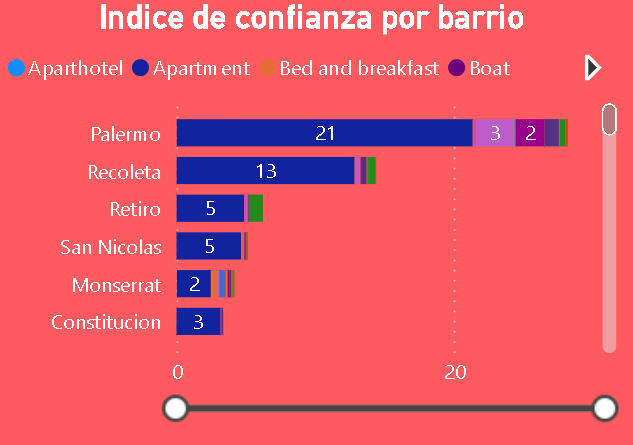 Indice de confianza por barrio
Aparthotel Apartment Bed and breakfast Boat
Palermo 21 3 2
Recoleta 13
Retiro 5
San Nicolas 5
Monserrat 2
Constitucion 3
0 20